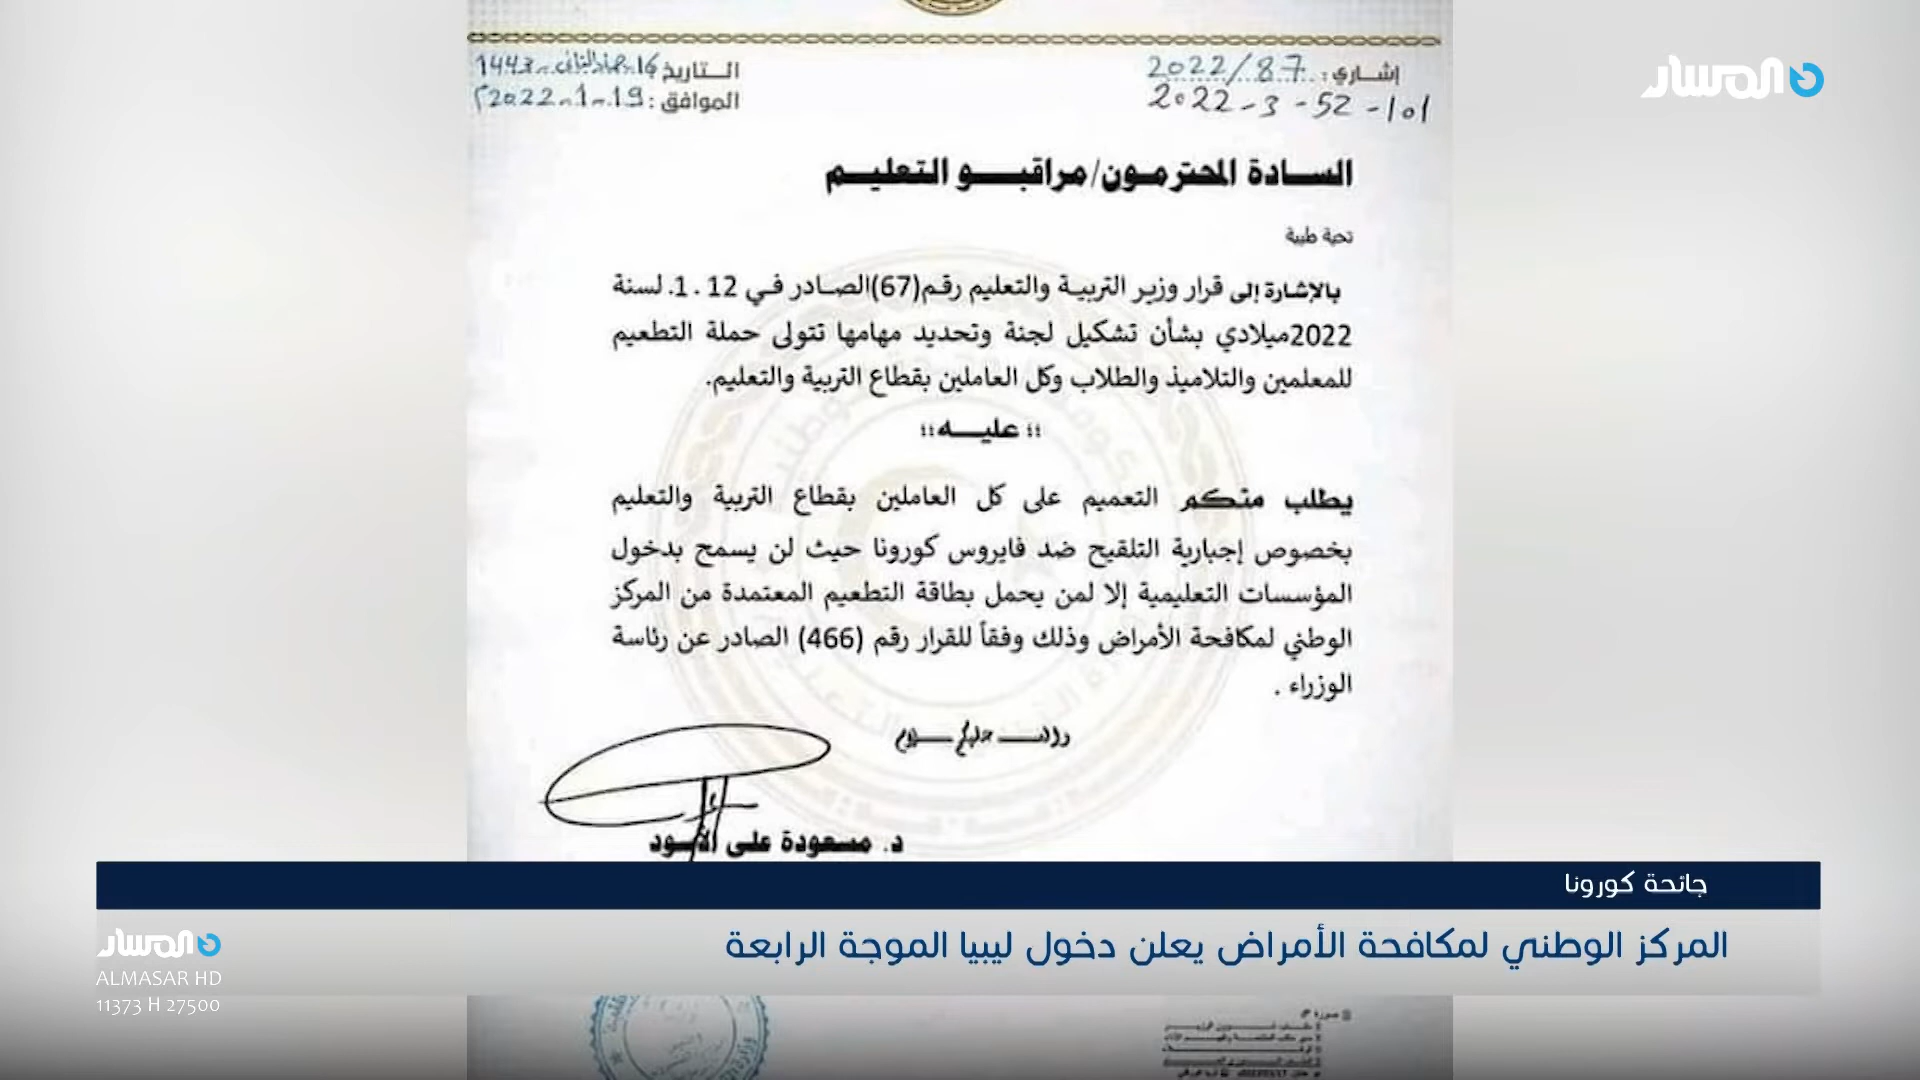 المسار
إشاري: 2022/87
2022-3-52-101
التاريخ 16 1443
الموافق: 2022-1-19م
السادة المحترمون/مراقبو التعليم
تحية طيبة
بالإشارة إلى قرار وزير التربية والتعليم رقم(67)الصادر في 12 .1. لسنة
2022ميلادي بشأن تشكيل لجنة وتحديد مهامها تتولى حملة التطعيم
للمعلمين والتلاميذ والطلاب وكل العاملين بقطاع التربية والتعليم.
؛؛ عليه؛؛
يطلب منكم التعميم على كل العاملين بقطاع التربية والتعليم
بخصوص إجبارية التلقيح ضد فايروس كورونا حيث لن يسمح بدخول
المؤسسات التعليمية إلا لمن يحمل بطاقة التطعيم المعتمدة من المركز
الوطني لمكافحة الأمراض وذلك وفقاً للقرار رقم (466) الصادر عن رئاسة
الوزراء .
والسلام عليكم
د. مسعودة على الأسود
جائحة كورونا
المركز الوطني لمكافحة الأمراض يعلن دخول ليبيا الموجة الرابعة
المسار
ALMASAR HD
11373 H 27500